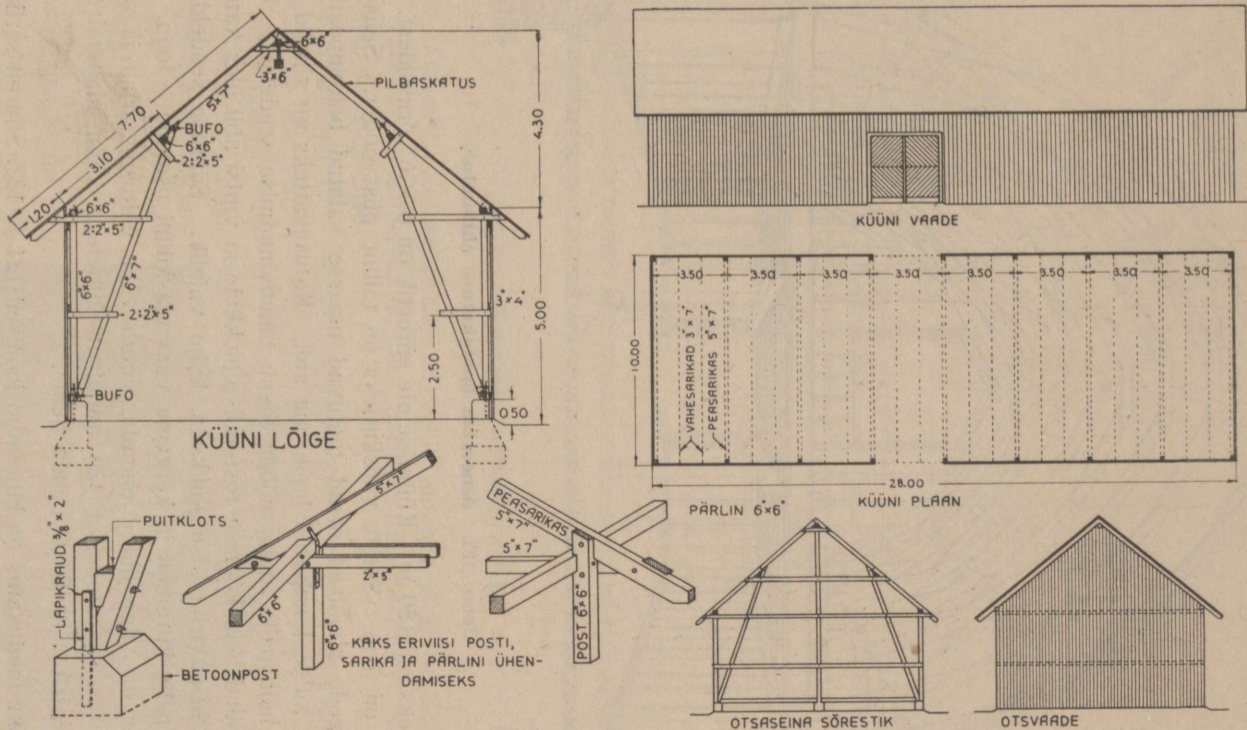 6"×6"
3"×6"
5"×7"
PILBASKATUS
7.70
BUFO
6"×6"
2:2"×5"
3.10
1.20
6"×6"
2:2"×5"
6"×6"
6"×7"
2:2"×5"
BUFO
3"×4"
4.30
5.00
2.50
0.50
KÜÜNI LÕIGE
KÜÜNI VAADE
3.50 3.50 3.50 3.50 3.50 3.50 3.50 3.50
10.00
VAHESARIKAD 3"×7"
PEASARIKAS 5"×7"
28.00
KÜÜNI PLAAN
LAPIKRAUD 3/8"×2"
PUITKLOTS
BETOONPOST
5"×7"
2"×5"
6"×6"
6"×6"
KAKS ERIVIISI POSTI,
SARIKA JA PÄRLINI ÜHEN-
DAMISEKS
PEASARIKAS
5"×7"
5"×7"
POST 6"×6"
PÄRLIN 6"×6"
OTSASEINA SÕRESTIK
OTSVAADE